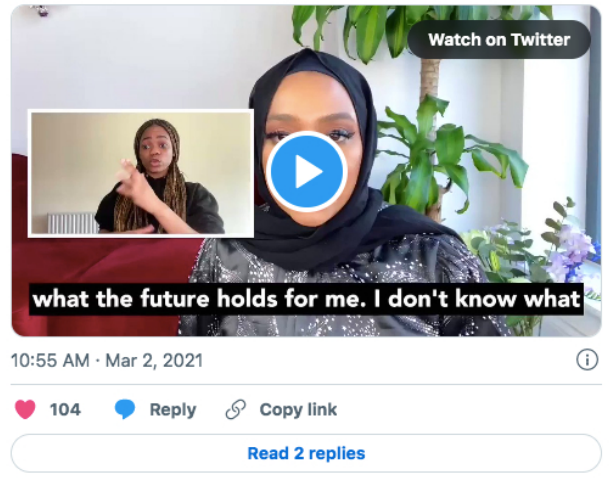 Watch on Twitter
what the future holds for me. I don't know what
10:55 AM · Mar 2, 2021
104 Reply Copy link
Read 2 replies